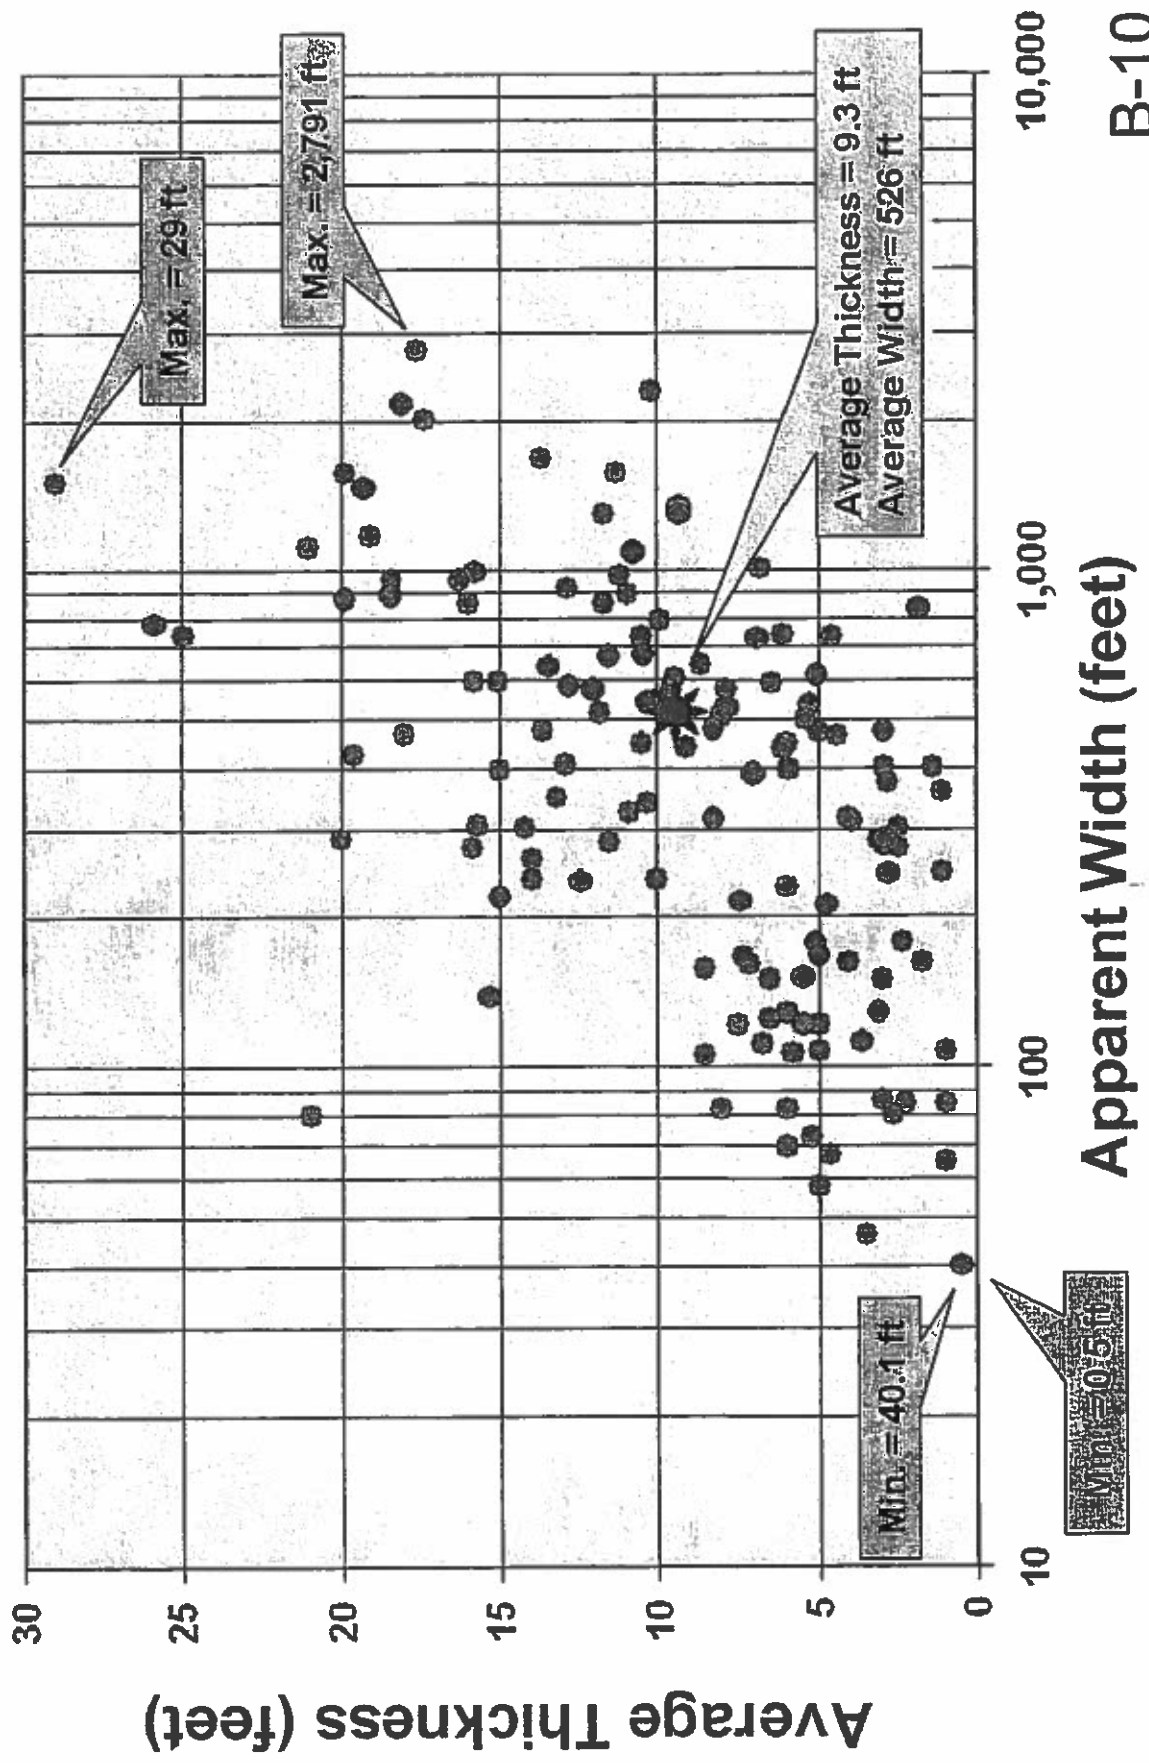 Average Thickness (feet)
30
25
20
15
10
5
0
Max. = 29 ft
Max. = 2,791 ft
Average Thickness = 9.3 ft
Average Width = 526 ft
Min. = 40.1 ft
Min. = 0.5 ft
10
100
1,000
10,000
Apparent Width (feet)
B-10